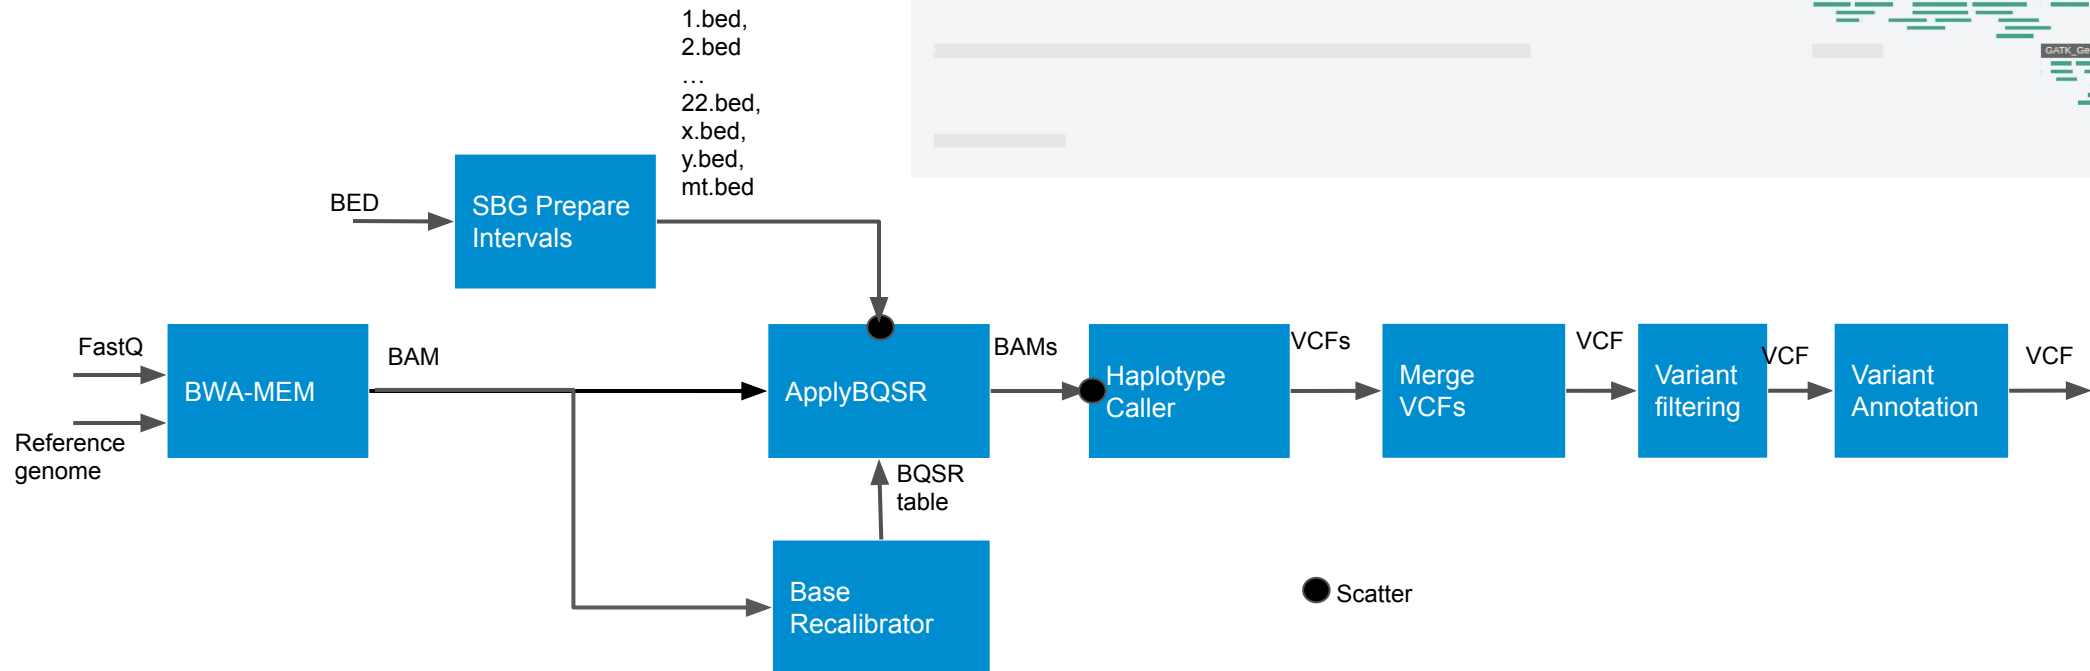 1.bed,
2.bed
...
22.bed,
x.bed,
y.bed,
mt.bed
GATK_Ge
BED
SBG Prepare
Intervals
FastQ
Reference
genome
BWA-MEM
BAM
ApplyBQSR
BAMs
Haplotype
Caller
VCFs
Merge
VCFs
VCF
Variant
filtering
VCF
Variant
Annotation
VCF
BQSR
table
Base
Recalibrator
Scatter